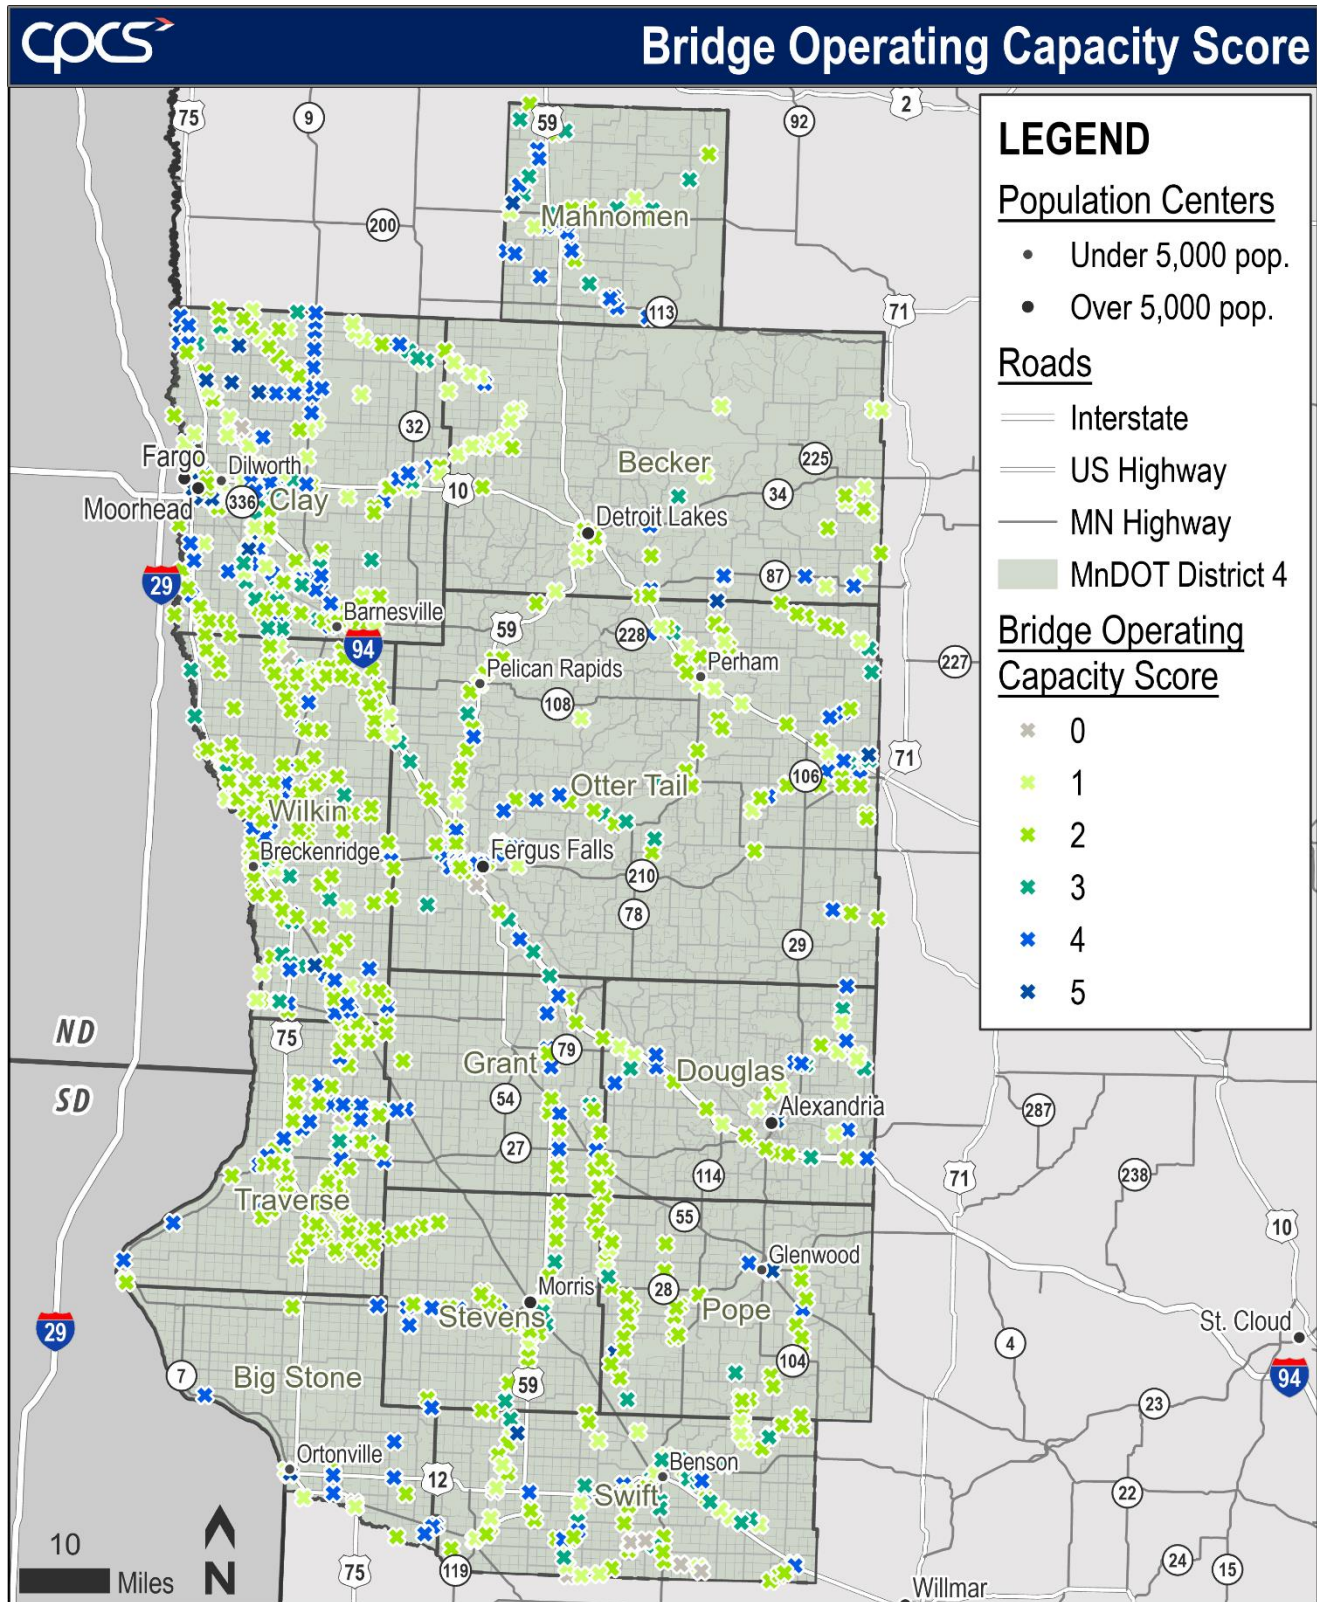 cpcs
Bridge Operating Capacity Score
75
9
59
92
2
LEGEND
Population Centers
Under 5,000 pop.
Over 5,000 pop.
Roads
Interstate
US Highway
MN Highway
MnDOT District 4
Bridge Operating
Capacity Score
0
1
2
3
4
5
Mahnomen
200
113
71
32
Fargo
Dilworth
Becker
225
Moorhead
336
Clay
10
34
Detroit Lakes
29
87
Barnesville
94
59
228
Perham
227
Pelican Rapids
108
71
Otter Tail
106
Wilkin
Breckenridge
Fergus Falls
210
78
29
ND
SD
75
Grant
79
Douglas
54
Alexandria
287
27
114
71
238
Traverse
55
10
Glenwood
28
Morris
Stevens
Pope
29
St. Cloud
4
104
7
Big Stone
59
94
23
Ortonville
12
Benson
Swift
22
10
Miles
N
75
119
24
15
Willmar